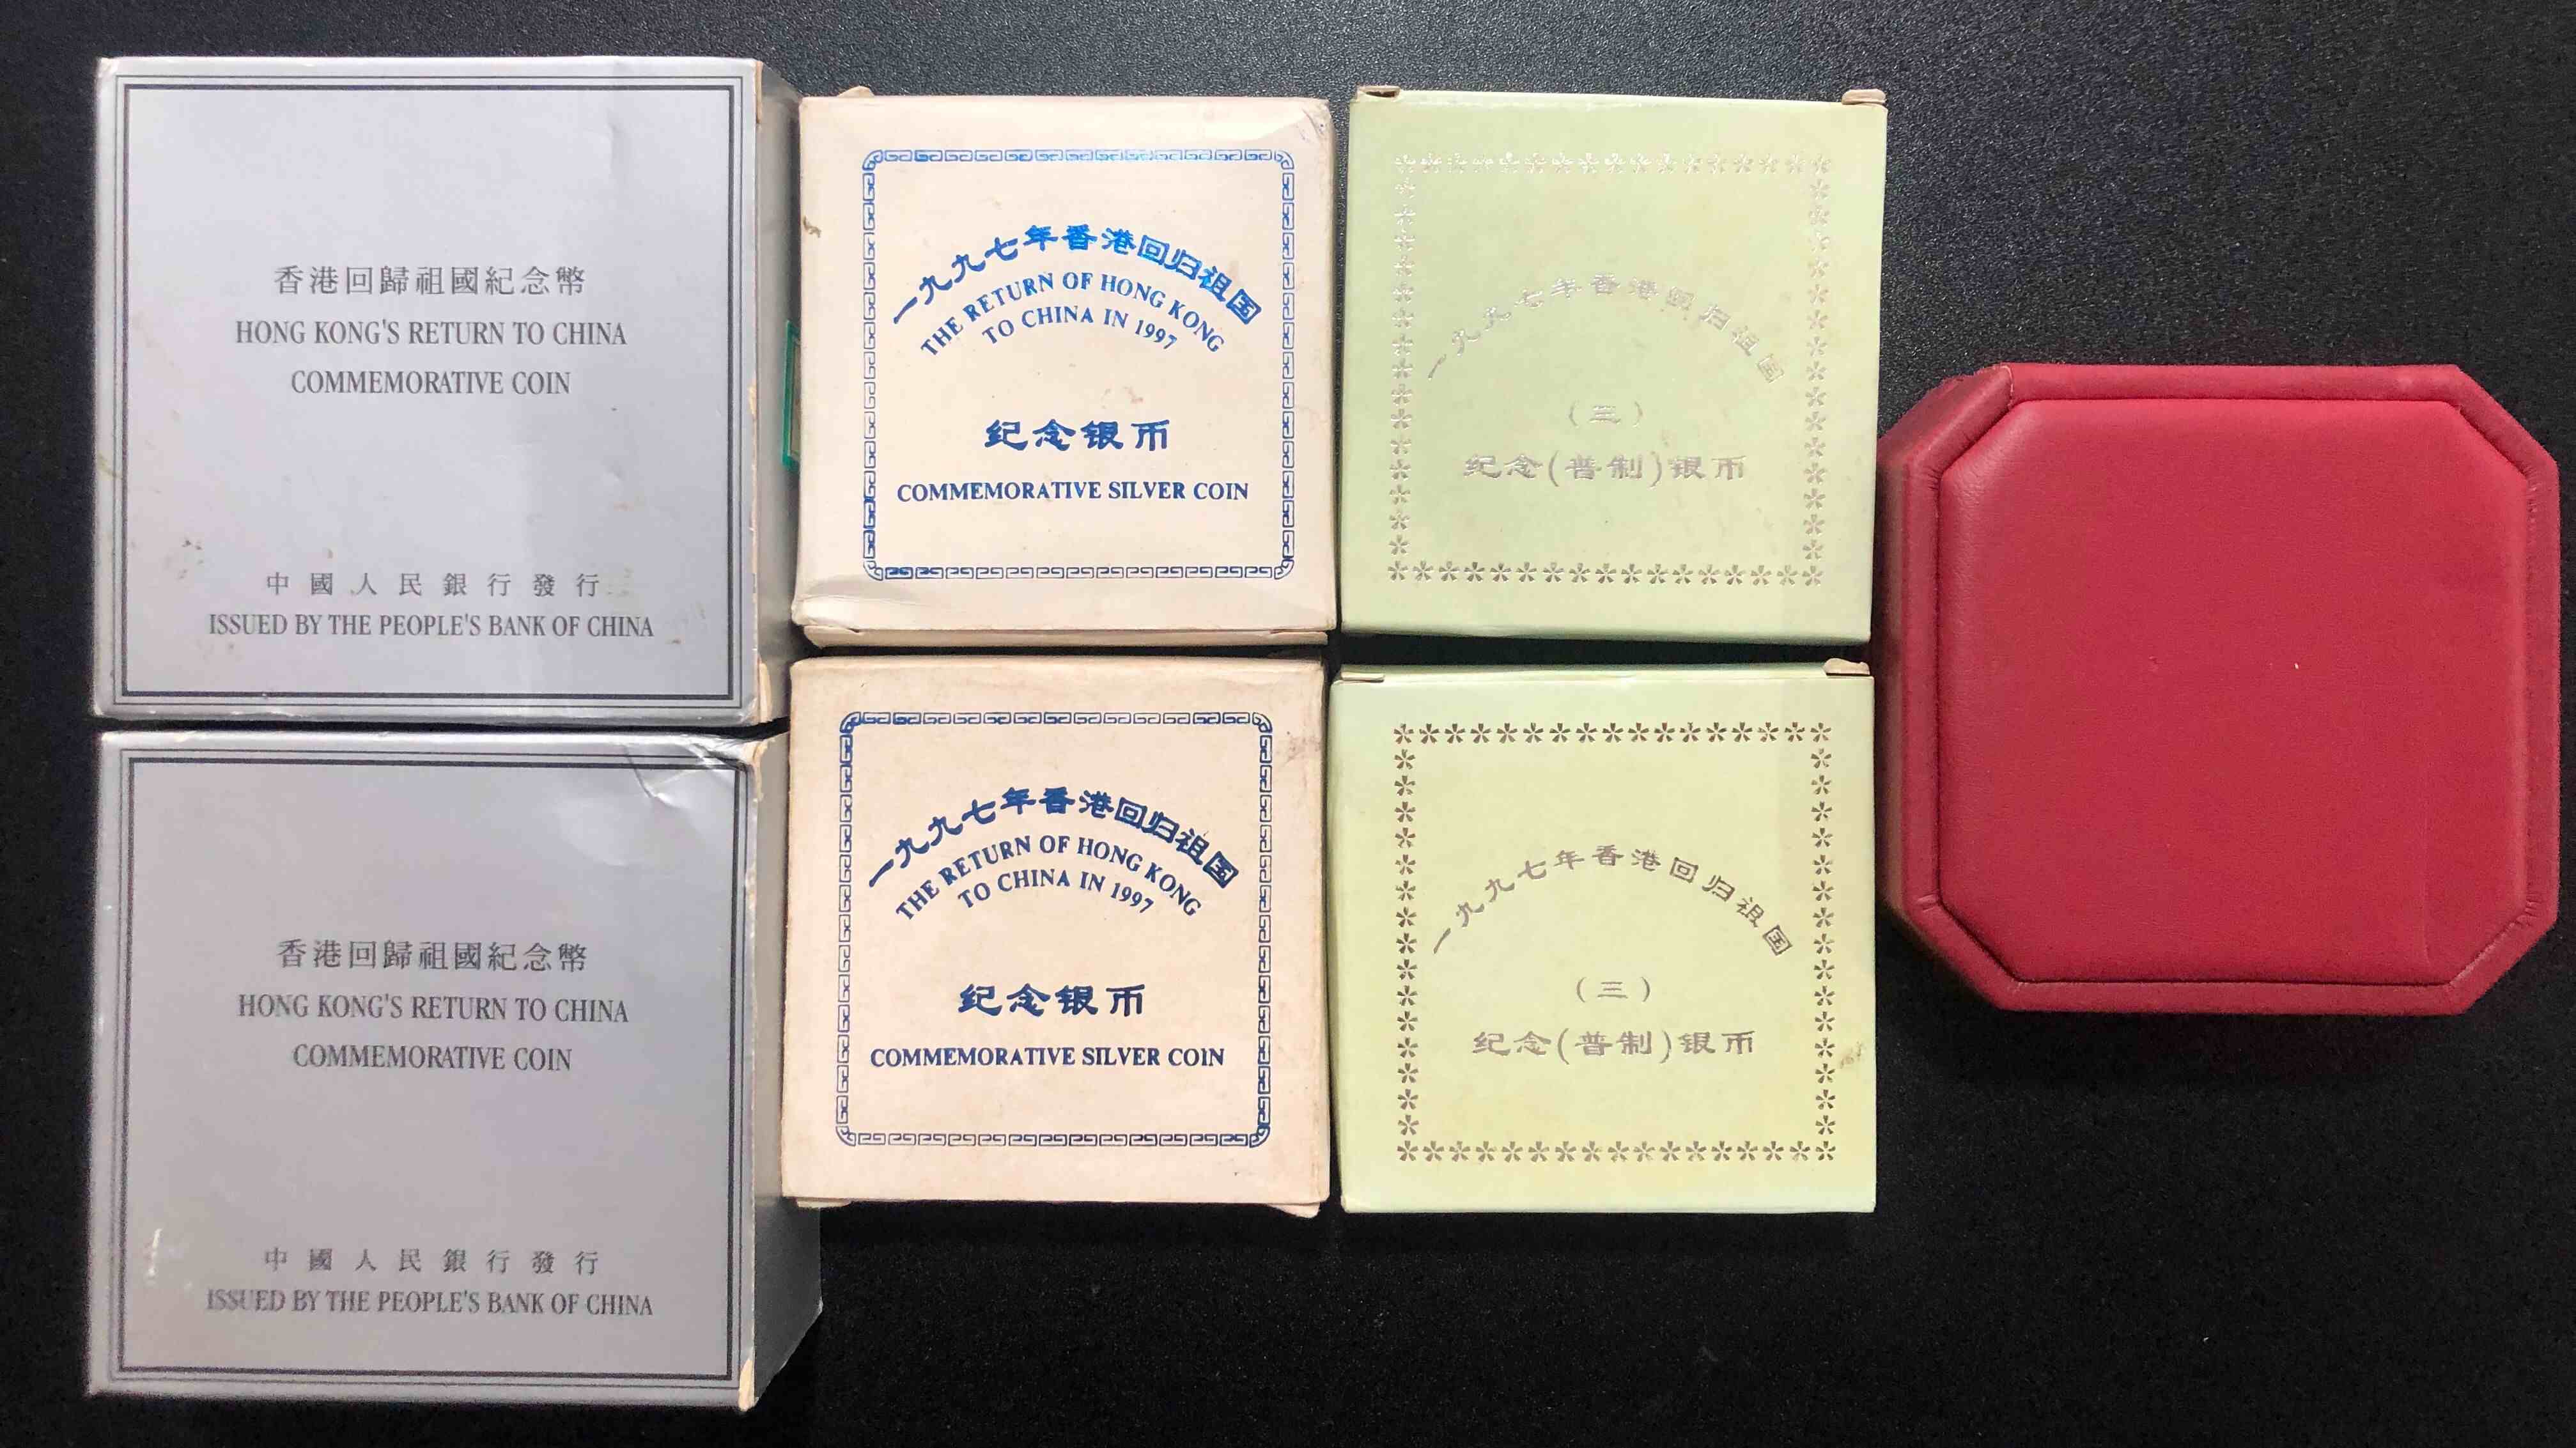 香港回歸祖國紀念幣
HONG KONG'S RETURN TO CHINA
COMMEMORATIVE COIN
中國人民銀行發行
ISSUED BY THE PEOPLE'S BANK OF CHINA
一九九七年香港回归祖国
THE RETURN OF HONG KONG
TO CHINA IN 1997
纪念银币
COMMEMORATIVE SILVER COIN
一九九七年香港回归祖国
（三）
纪念(普制)银币
香港回歸祖國紀念幣
HONG KONG'S RETURN TO CHINA
COMMEMORATIVE COIN
中國人民銀行發行
ISSUED BY THE PEOPLE'S BANK OF CHINA
一九九七年香港回归祖国
THE RETURN OF HONG KONG
TO CHINA IN 1997
纪念银币
COMMEMORATIVE SILVER COIN
一九九七年香港回归祖国
（三）
纪念(普制)银币